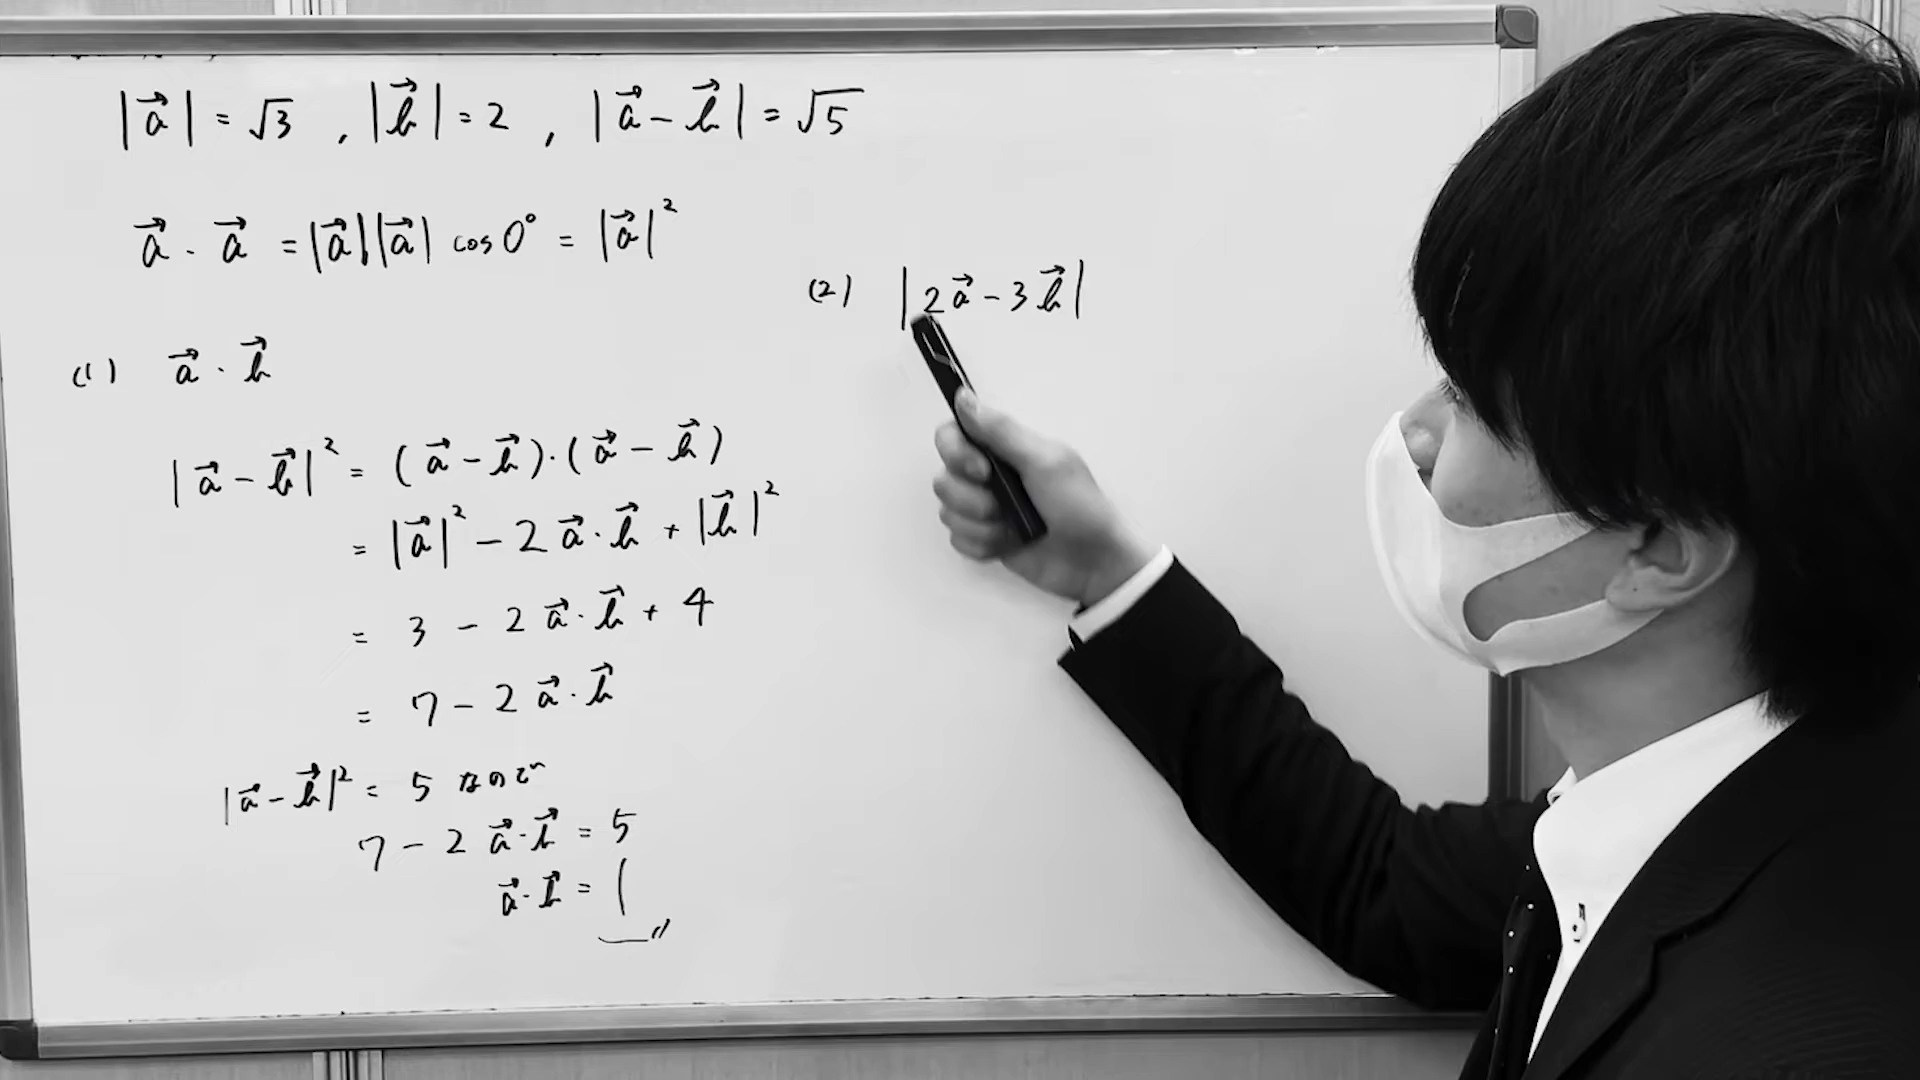 |a⃗| = √3 , |b⃗| = 2 , |a⃗ - b⃗| = √5
a⃗ · a⃗ = |a⃗||a⃗| cos 0° = |a⃗|²
(1) a⃗ · b⃗
|a⃗ - b⃗|² = (a⃗ - b⃗)·(a⃗ - b⃗)
= |a⃗|² - 2 a⃗ · b⃗ + |b⃗|²
= 3 - 2 a⃗ · b⃗ + 4
= 7 - 2 a⃗ · b⃗
|a⃗ - b⃗|² = 5 なので
7 - 2 a⃗ · b⃗ = 5
a⃗ · b⃗ = 1
(2) |2a⃗ - 3b⃗|